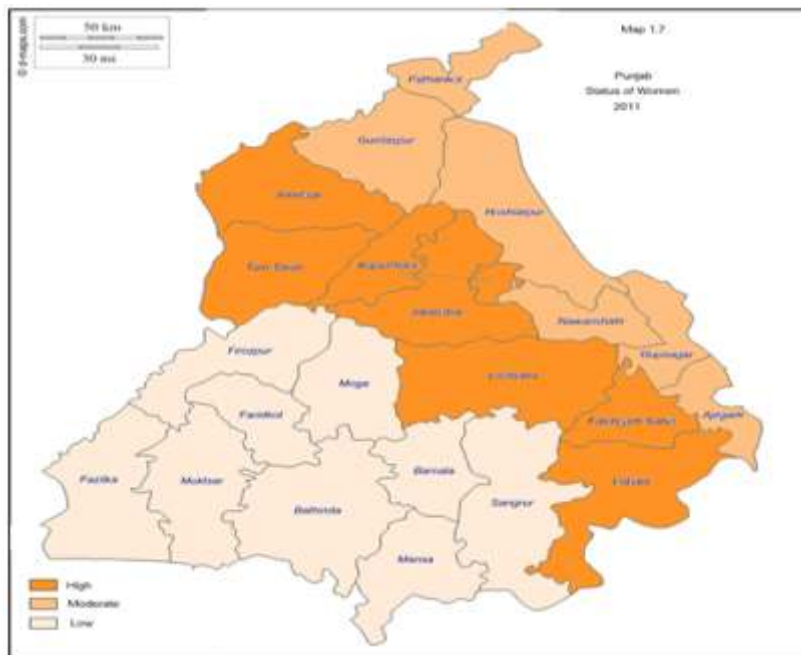 © d-maps.com
50 km
30 mi
Map 1.7
Punjab
Status of Women
2011
Pathankot
Gurdaspur
Amritsar
Hoshiarpur
Tarn Taran
Kapurthala
Jalandhar
Nawanshahr
Rupnagar
Firozpur
Moga
Ludhiana
Faridkot
Fatehgarh Sahib
Fazilka
Muktsar
Barnala
Patiala
Bathinda
Sangrur
Mansa
High
Moderate
Low